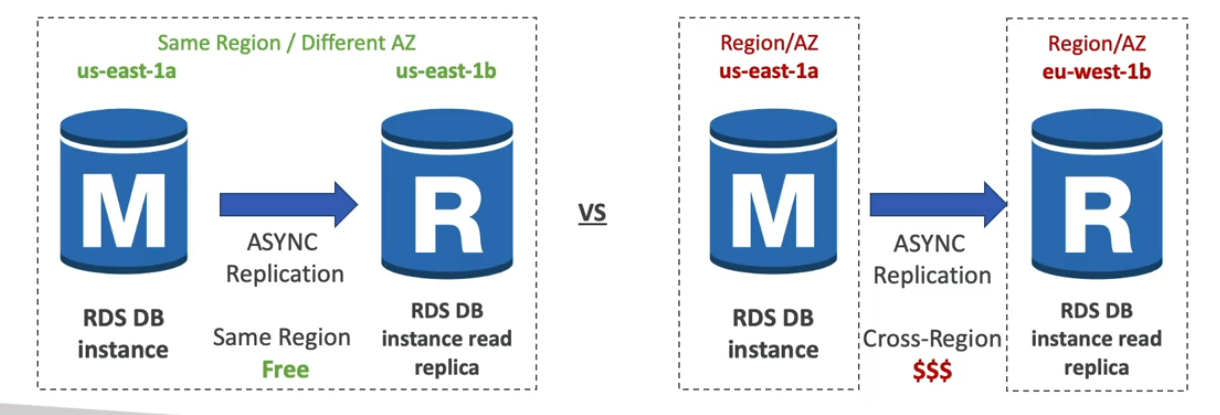 Same Region / Different AZ
us-east-1a
us-east-1b
M
R
ASYNC
Replication
RDS DB
instance
Same Region
Free
RDS DB
instance read
replica
vs
Region/AZ
us-east-1a
Region/AZ
eu-west-1b
M
R
ASYNC
Replication
RDS DB
instance
Cross-Region
$$$
RDS DB
instance read
replica